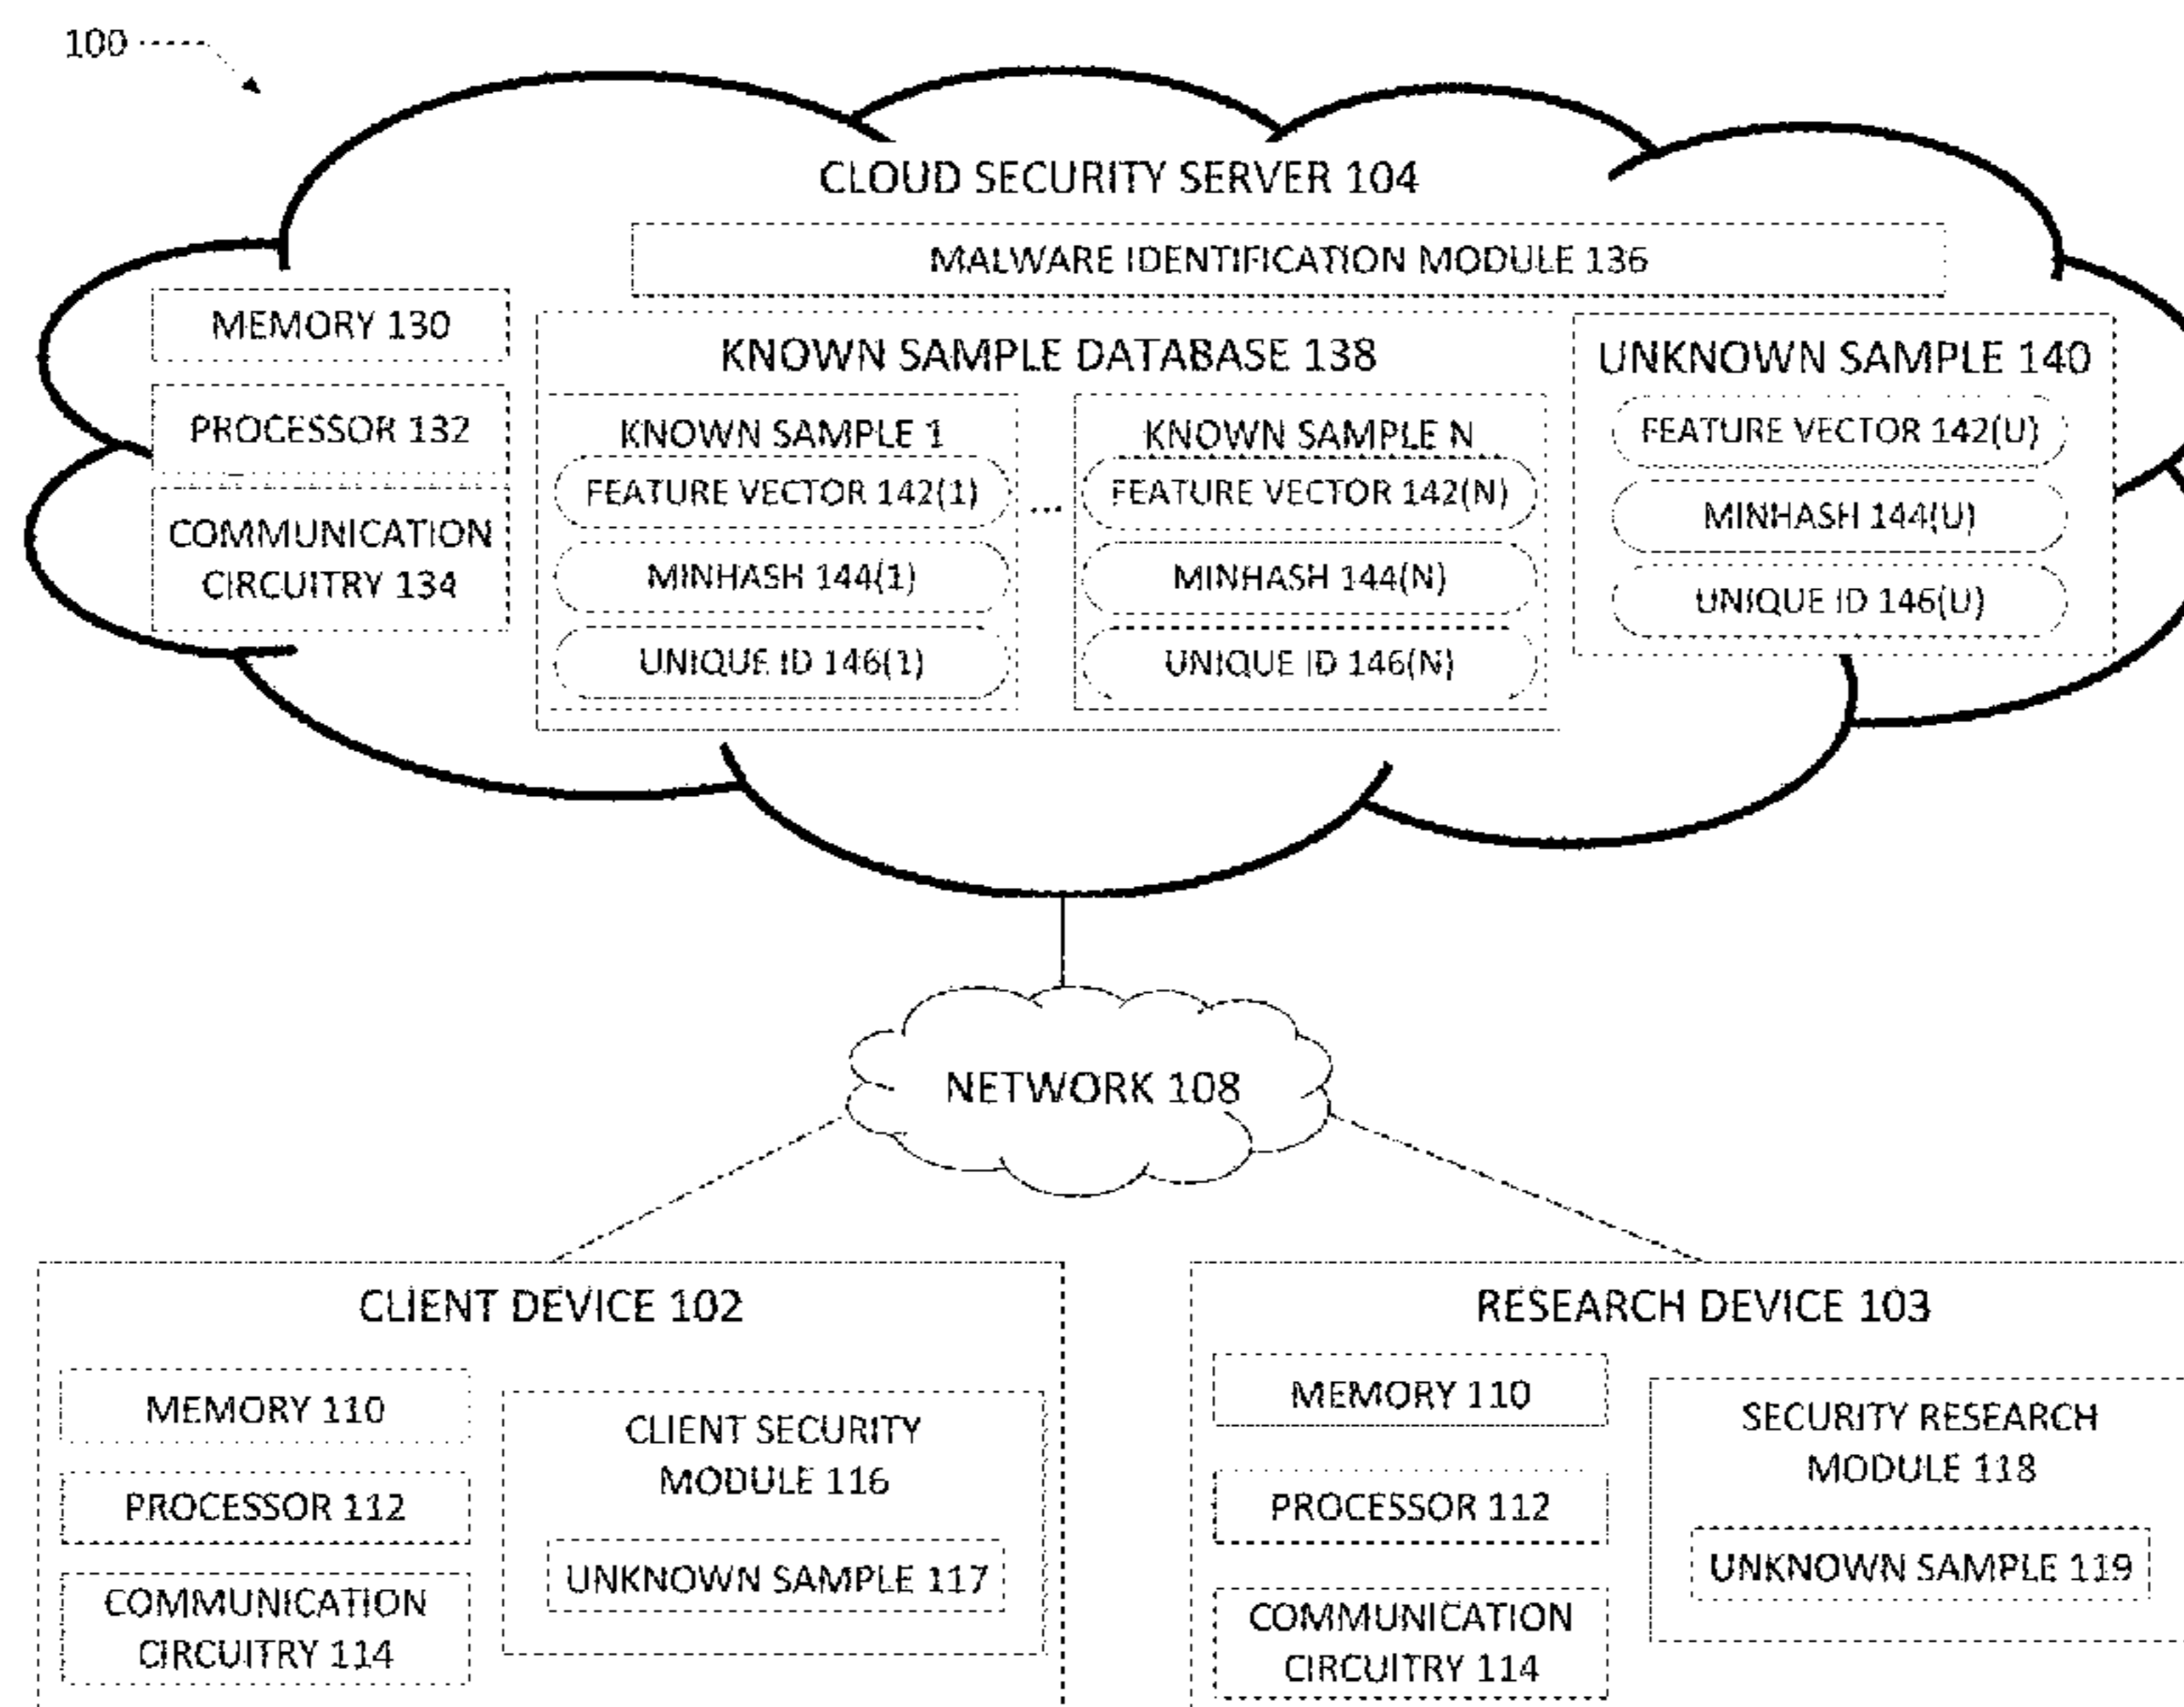 100
CLOUD SECURITY SERVER 104
MALWARE IDENTIFICATION MODULE 136
MEMORY 130
PROCESSOR 132
COMMUNICATION
CIRCUITRY 134
KNOWN SAMPLE DATABASE 138
KNOWN SAMPLE 1
FEATURE VECTOR 142(1)
MINHASH 144(1)
UNIQUE ID 146(1)
...
KNOWN SAMPLE N
FEATURE VECTOR 142(N)
MINHASH 144(N)
UNIQUE ID 146(N)
UNKNOWN SAMPLE 140
FEATURE VECTOR 142(U)
MINHASH 144(U)
UNIQUE ID 146(U)
NETWORK 108
CLIENT DEVICE 102
MEMORY 110
PROCESSOR 112
COMMUNICATION
CIRCUITRY 114
CLIENT SECURITY
MODULE 116
UNKNOWN SAMPLE 117
RESEARCH DEVICE 103
MEMORY 110
PROCESSOR 112
COMMUNICATION
CIRCUITRY 114
SECURITY RESEARCH
MODULE 118
UNKNOWN SAMPLE 119